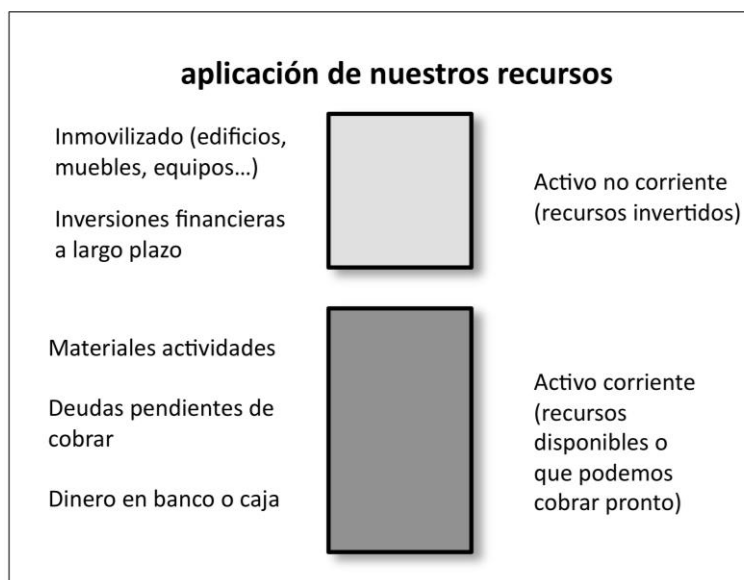 aplicación de nuestros recursos
Inmovilizado (edificios,
muebles, equipos...)
Inversiones financieras
a largo plazo
Activo no corriente
(recursos invertidos)
Materiales actividades
Deudas pendientes de
cobrar
Dinero en banco o caja
Activo corriente
(recursos
disponibles o
que podemos
cobrar pronto)